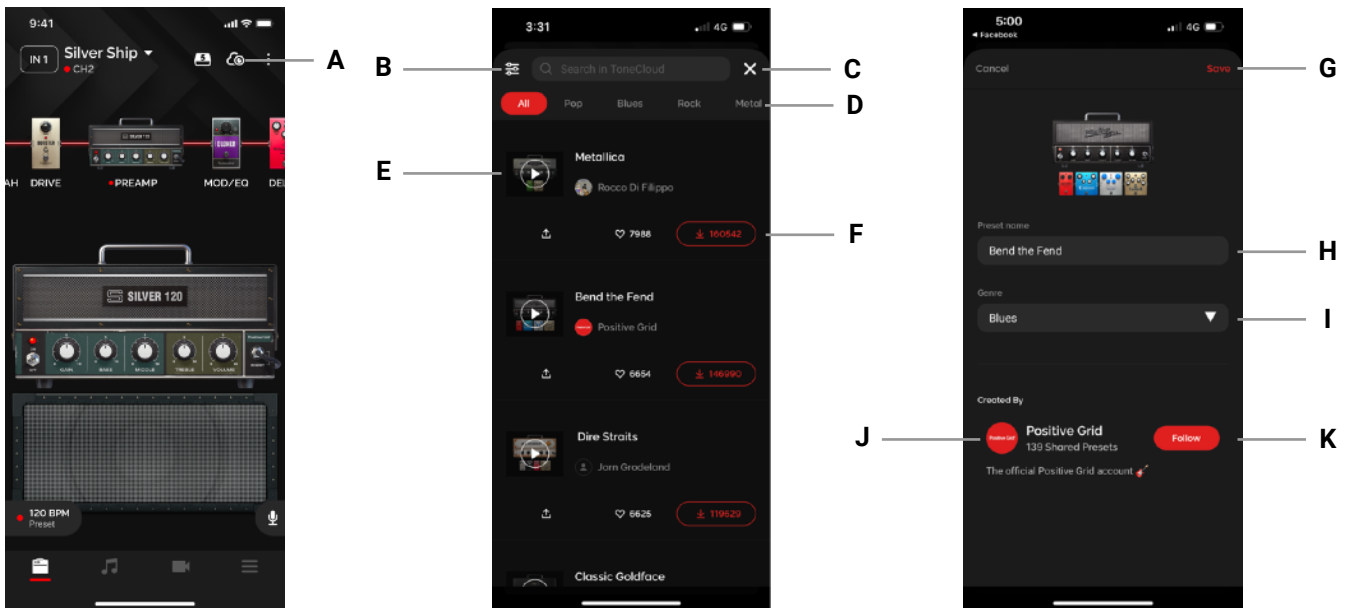 9:41
IN 1
Silver Ship
CH2
5
A
AH
DRIVE
PREAMP
MOD/EQ
DEL
SILVER 120
GAIN
BASS
MIDDLE
TREBLE
VOLUME
120 BPM
Preset
3:31
4G
B
Search in ToneCloud
C
All
Pop
Blues
Rock
Metal
D
E
Metallica
Rocco Di Filippo
7988
160542
F
Bend the Fend
Positive Grid
6654
146990
Dire Straits
Jorn Gradeland
6625
119629
Classic Goldface
5:00
Facebook
4G
Cancel
Save
G
Preset name
Bend the Fend
H
Genre
Blues
I
Created By
J
Positive Grid
139 Shared Presets
Follow
K
The official Positive Grid account